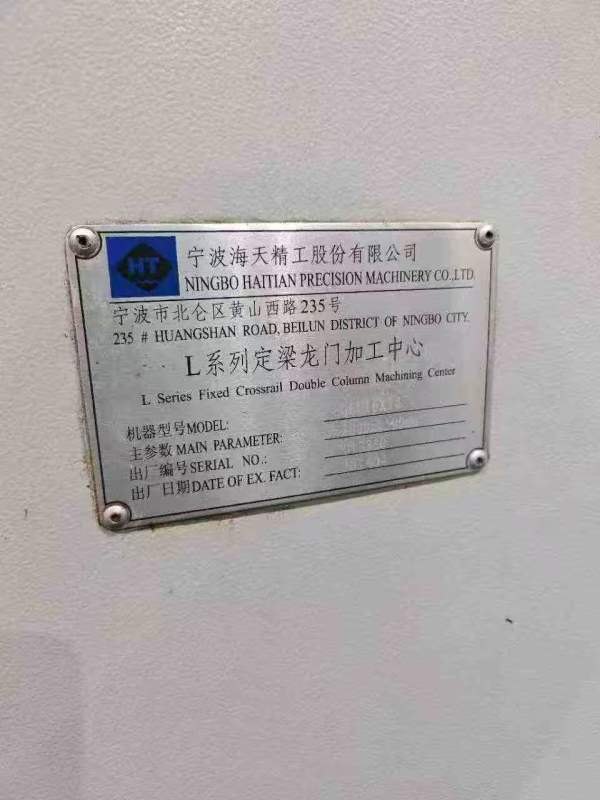 HT
宁波海天精工股份有限公司
NINGBO HAITIAN PRECISION MACHINERY CO.,LTD.
宁波市北仑区黄山西路235号
235 # HUANGSHAN ROAD, BEILUN DISTRICT OF NINGBO CITY.
L系列定梁龙门加工中心
L Series Fixed Crossrail Double Column Machining Center
机器型号MODEL:
主参数MAIN PARAMETER:
出厂编号SERIAL NO.:
出厂日期DATE OF EX. FACT: